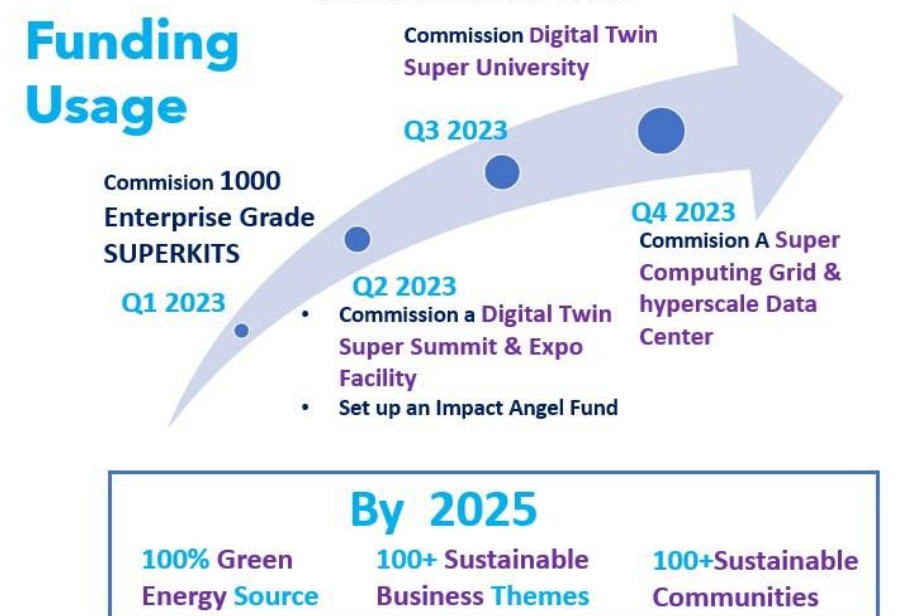 Funding
Usage
Commission Digital Twin
Super University
Q3 2023
Commision 1000
Enterprise Grade
SUPERKITS
Q1 2023
Q2 2023
• Commission a Digital Twin
Super Summit & Expo
Facility
• Set up an Impact Angel Fund
Q4 2023
Commision A Super
Computing Grid &
hyperscale Data
Center
By 2025
100% Green
Energy Source
100+ Sustainable
Business Themes
100+Sustainable
Communities